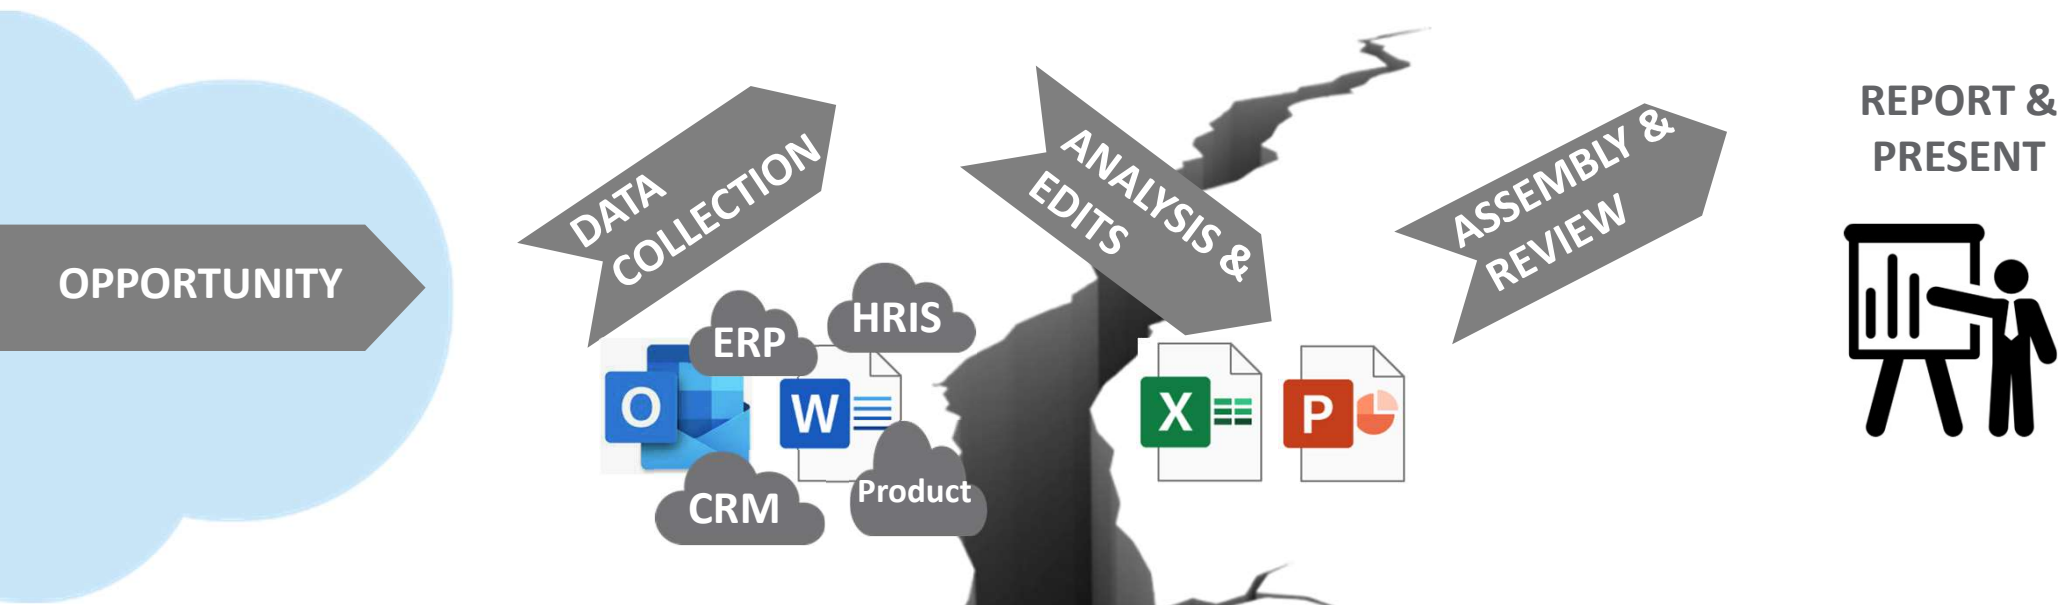 OPPORTUNITY
DATA
COLLECTION
ERP
HRIS
O
W
CRM
Product
ANALYSIS &
EDITS
X
P
ASSEMBLY &
REVIEW
REPORT &
PRESENT